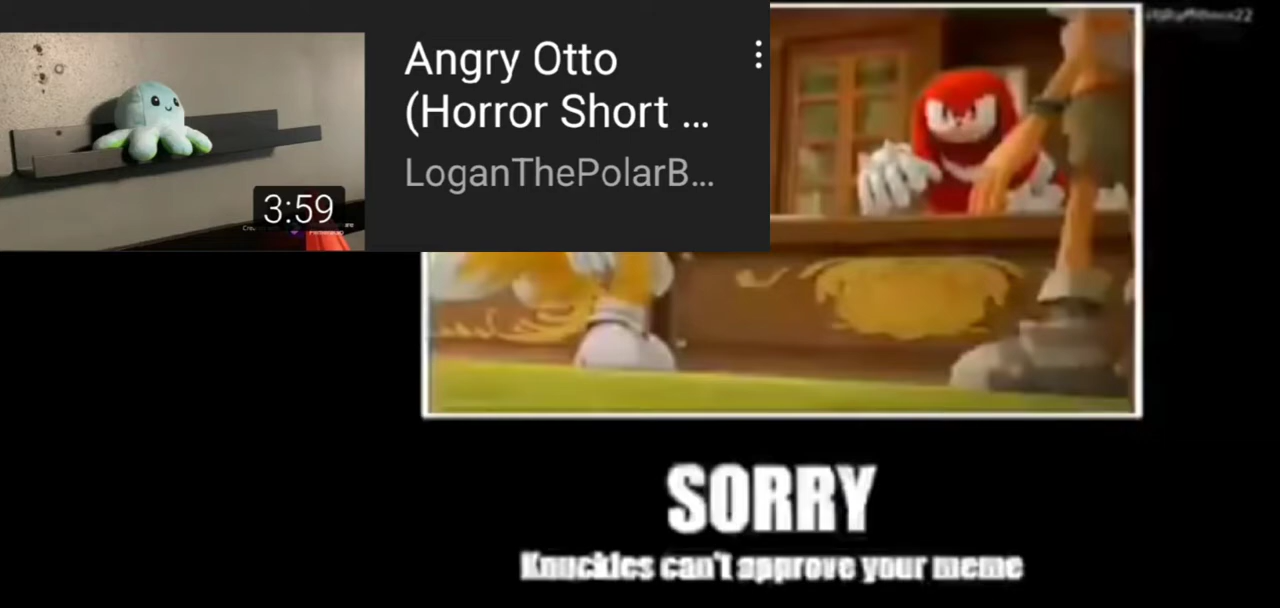 Angry Otto
(Horror Short ...
LoganThePolarB...
3:59
SORRY
Knuckles can't approve your meme